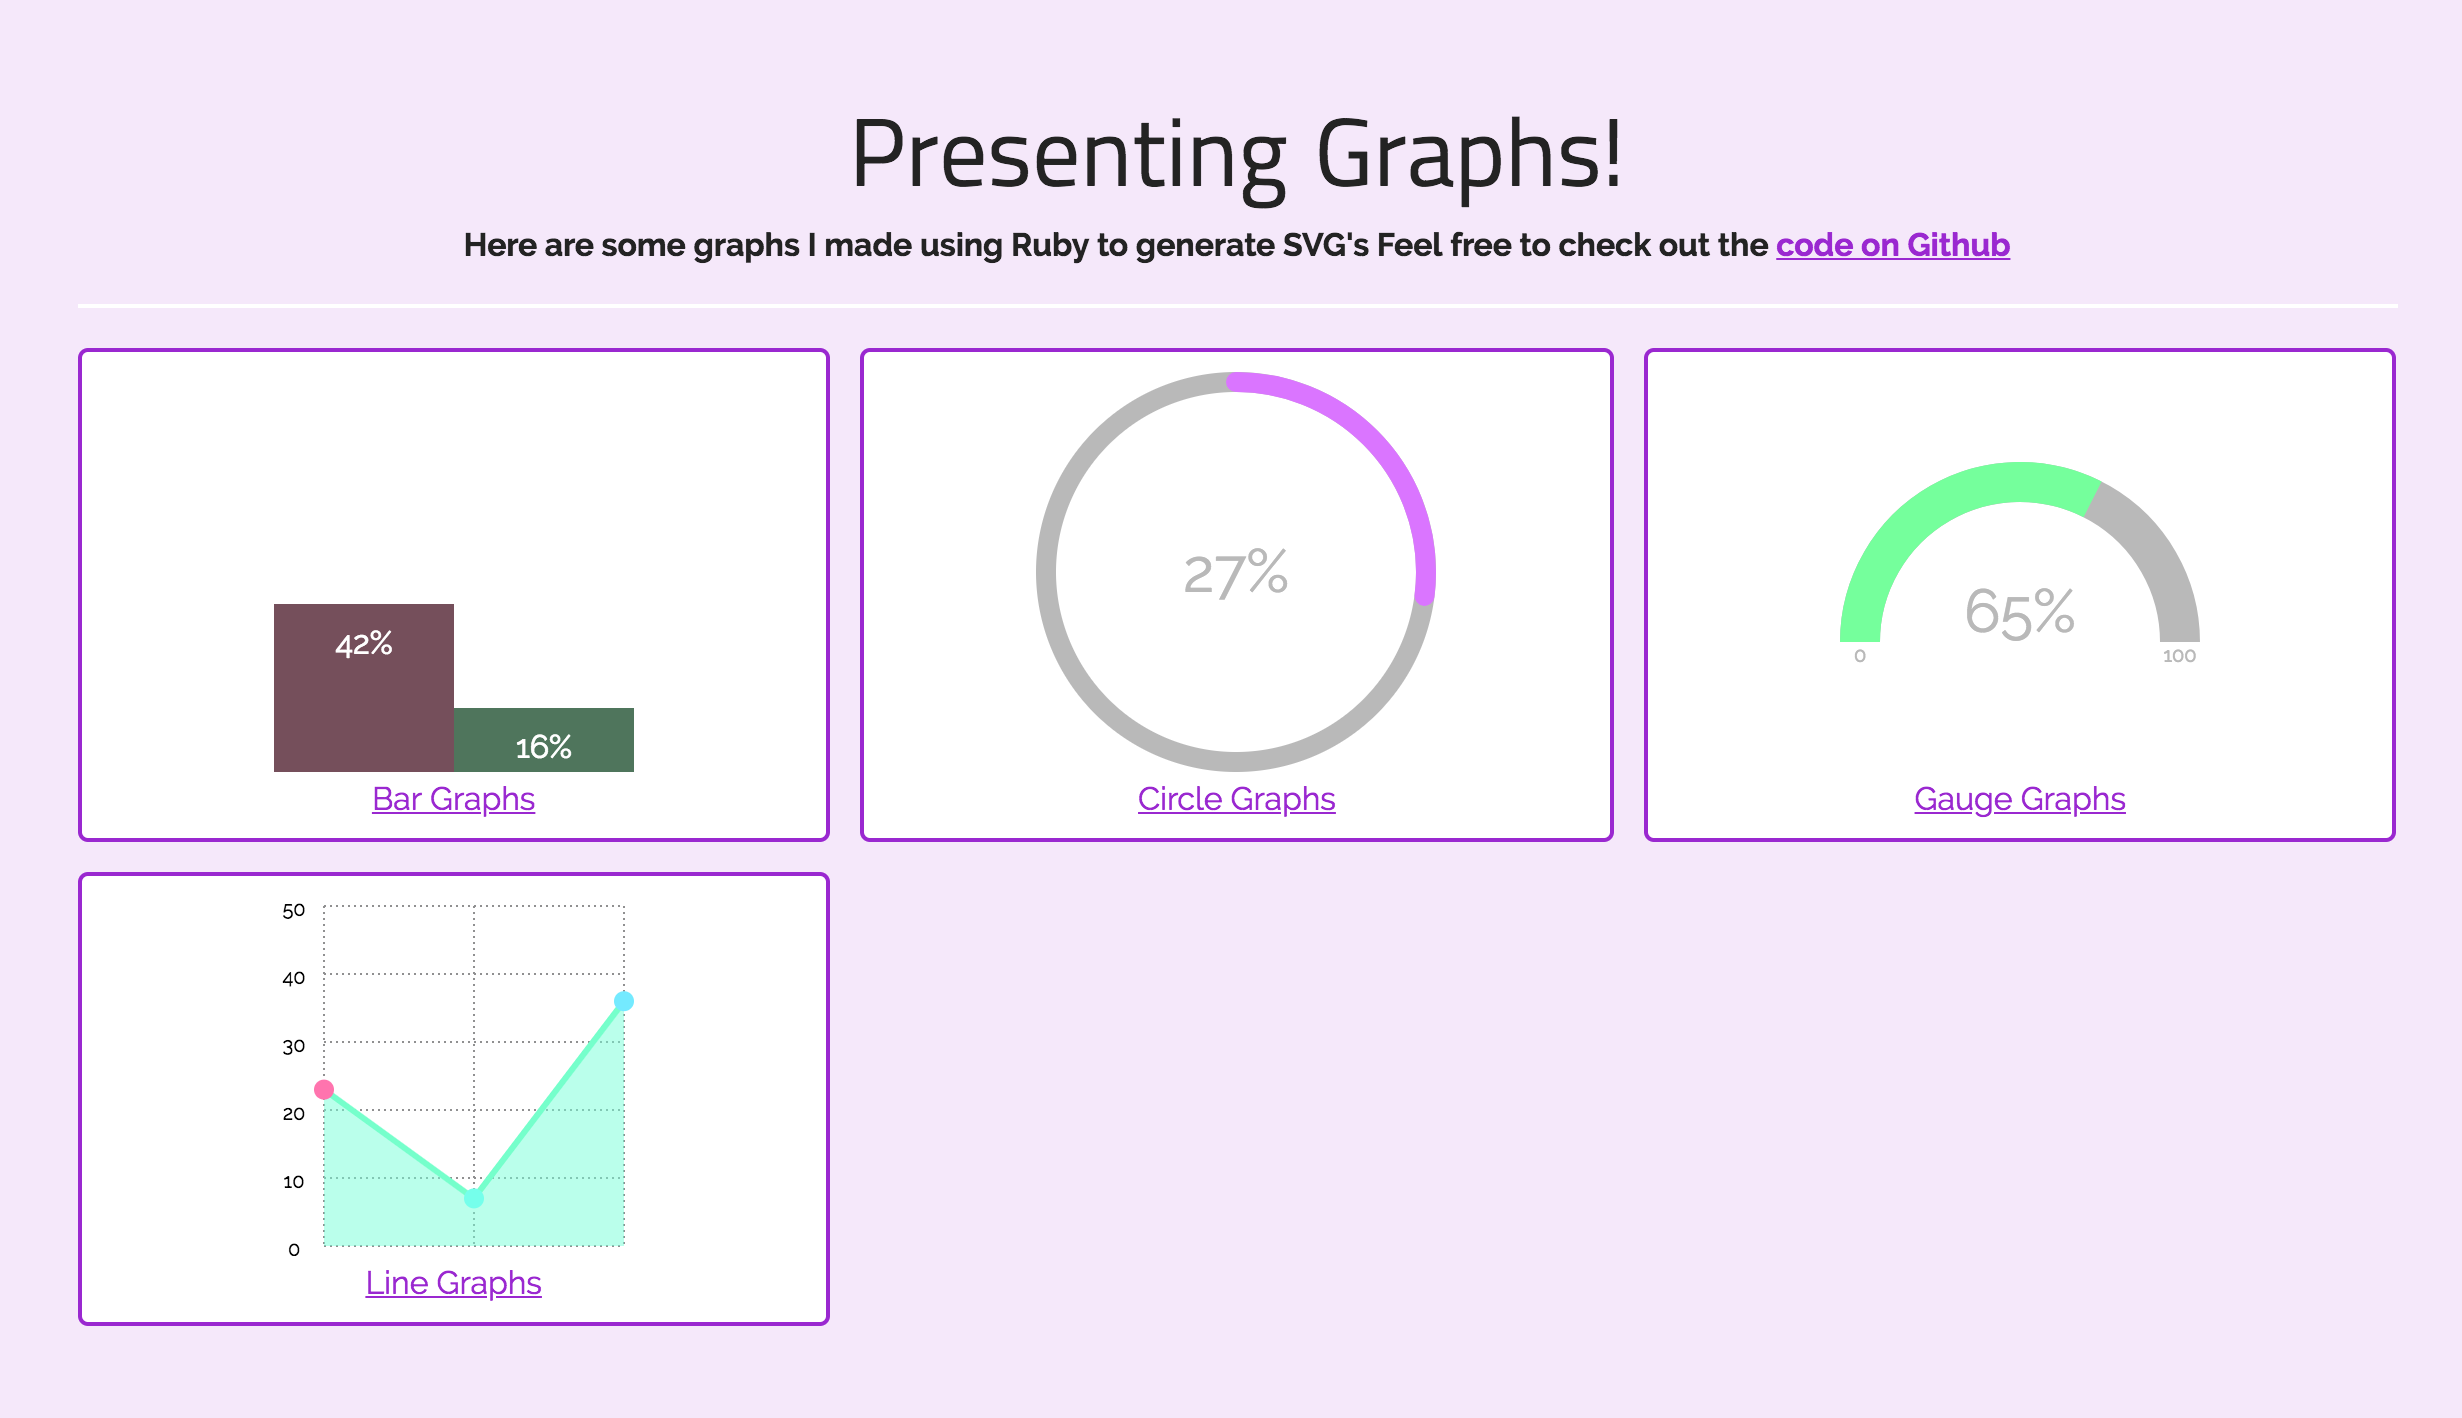 Presenting Graphs!
Here are some graphs I made using Ruby to generate SVG's Feel free to check out the code on Github
42%
16%
Bar Graphs
27%
Circle Graphs
65%
0
100
Gauge Graphs
50
40
30
20
10
0
Line Graphs